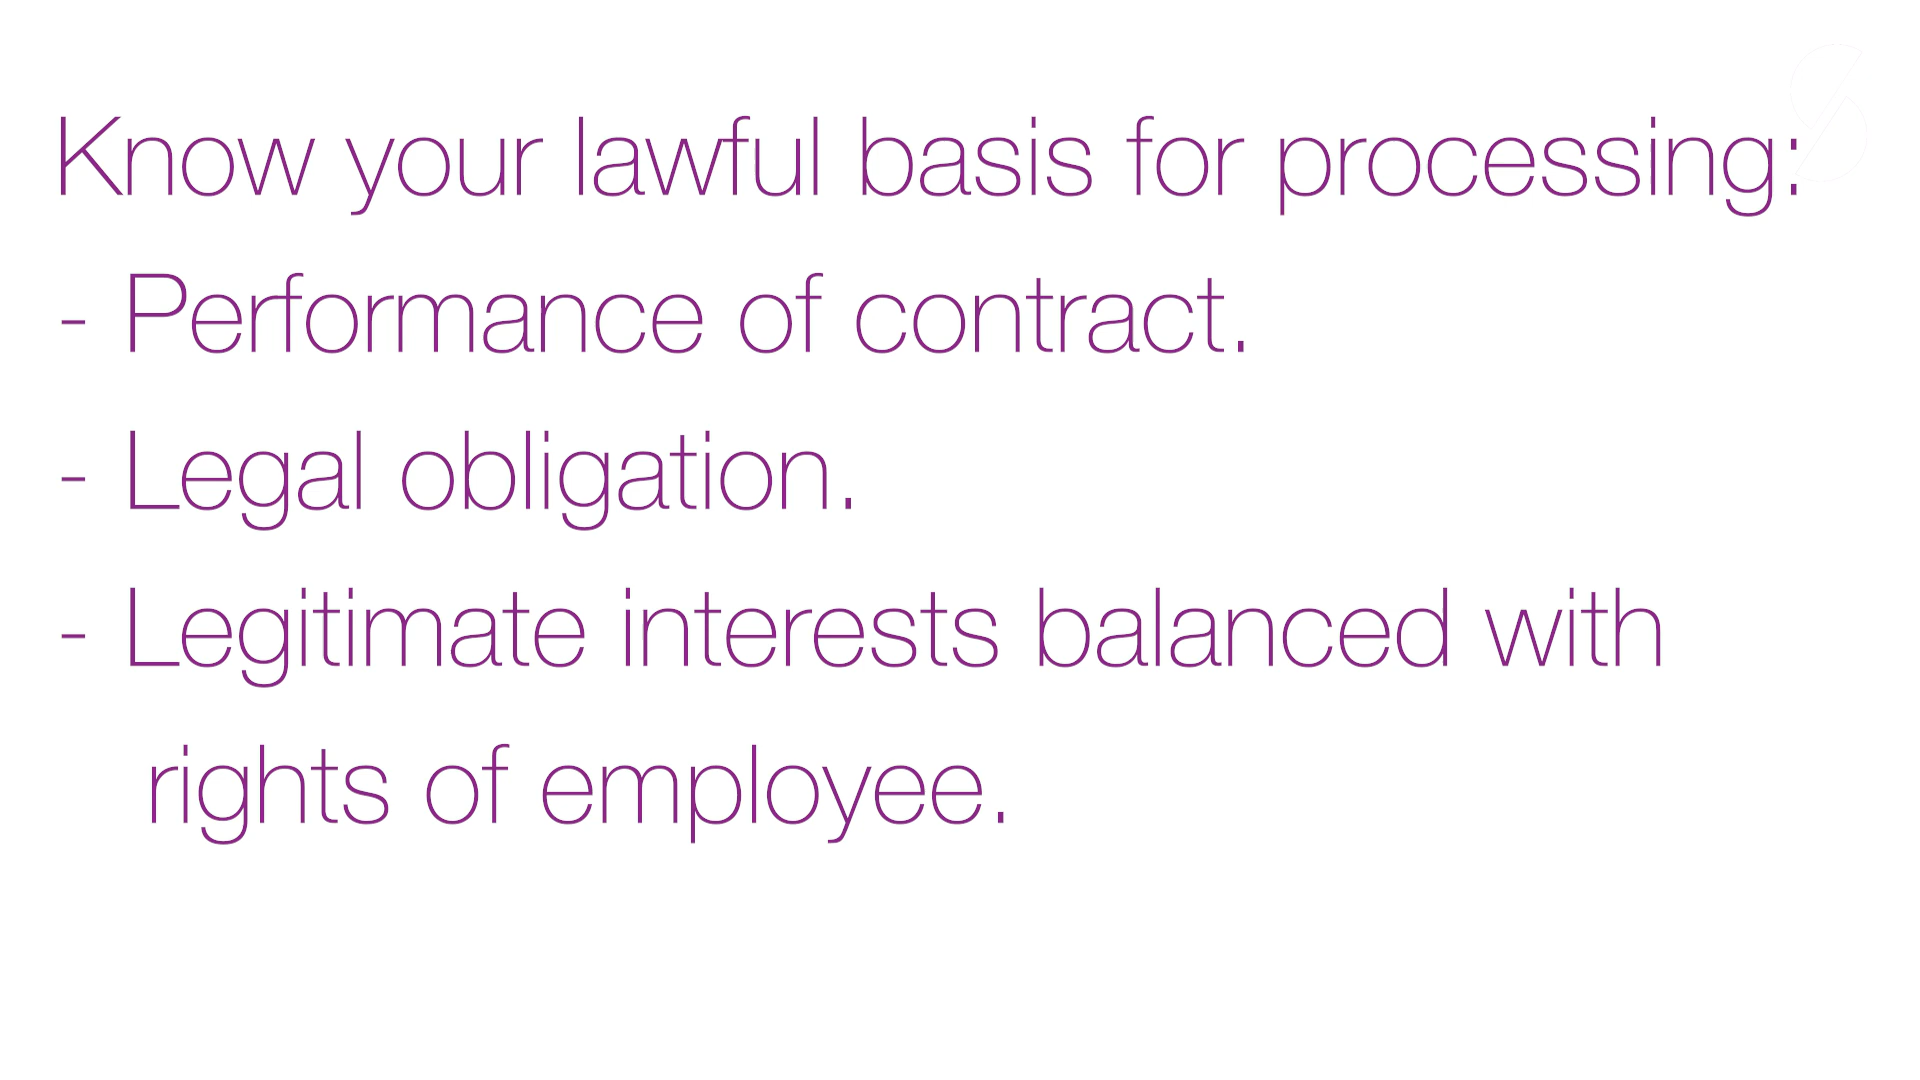 Know your lawful basis for processing:
- Performance of contract.
- Legal obligation.
- Legitimate interests balanced with
rights of employee.